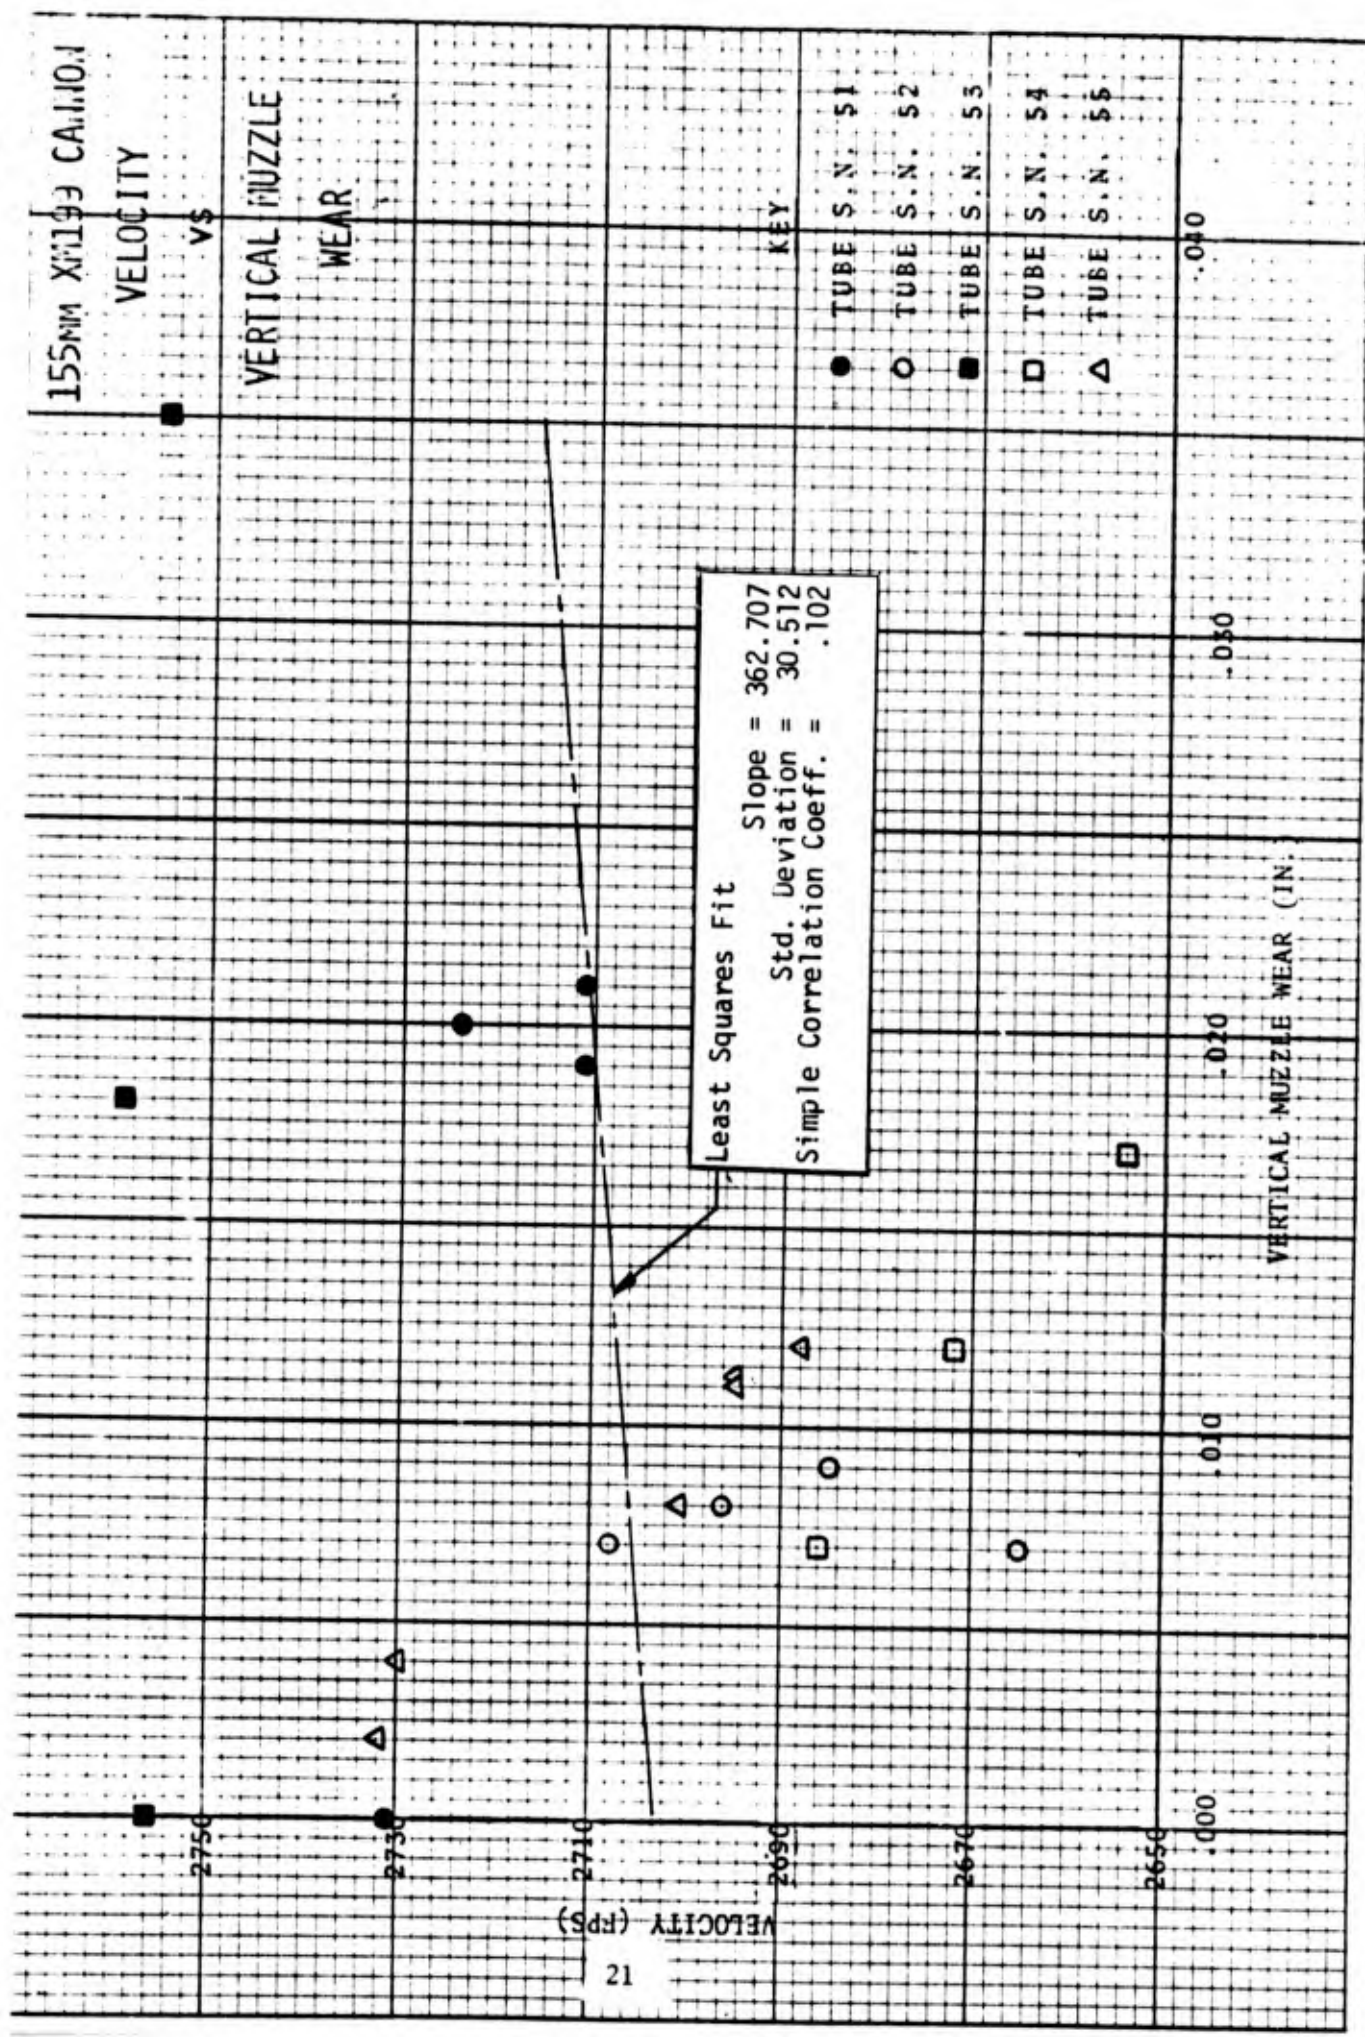 155MM XM199 CANNON
VELOCITY
VS
VERTICAL MUZZLE
WEAR
KEY
● TUBE S.N. 51
○ TUBE S.N. 52
■ TUBE S.N. 53
□ TUBE S.N. 54
△ TUBE S.N. 55
Least Squares Fit
Slope = 362.707
Std. Deviation = 30.512
Simple Correlation Coeff. = .102
2750
2730
2710
2690
2670
2650
VELOCITY (FPS)
.000
.010
.020
.030
.040
VERTICAL MUZZLE WEAR (IN.)
21